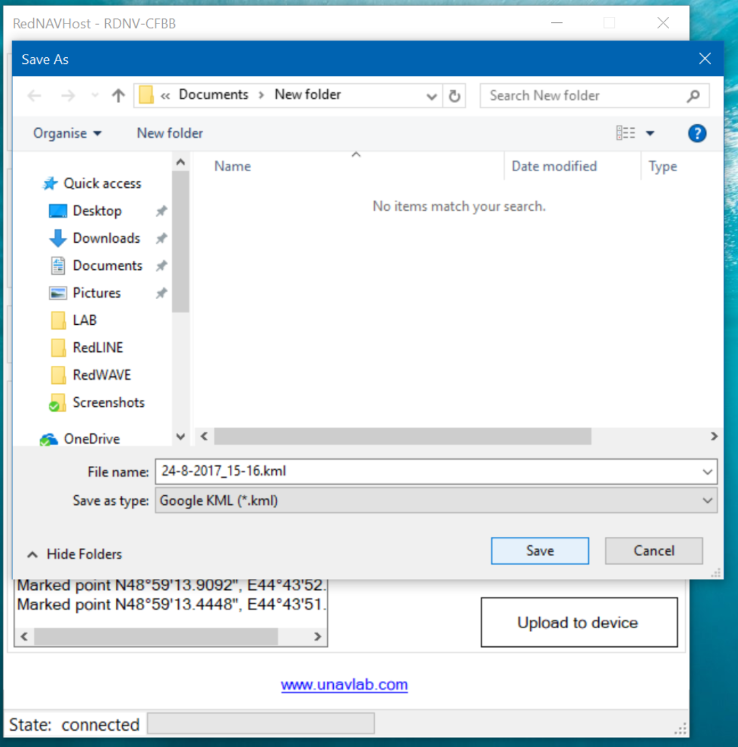 RedNAVHost - RDNV-CFBB
Save As
« Documents > New folder
Search New folder
Organise
New folder
?
Name
Date modified
Type
No items match your search.
Quick access
Desktop
Downloads
Documents
Pictures
LAB
RedLINE
RedWAVE
Screenshots
OneDrive
File name: 24-8-2017_15-16.kml
Save as type: Google KML (*.kml)
Hide Folders
Save
Cancel
Marked point N48°59'13.9092", E44°43'52.
Marked point N48°59'13.4448", E44°43'51.
Upload to device
www.unavlab.com
State: connected